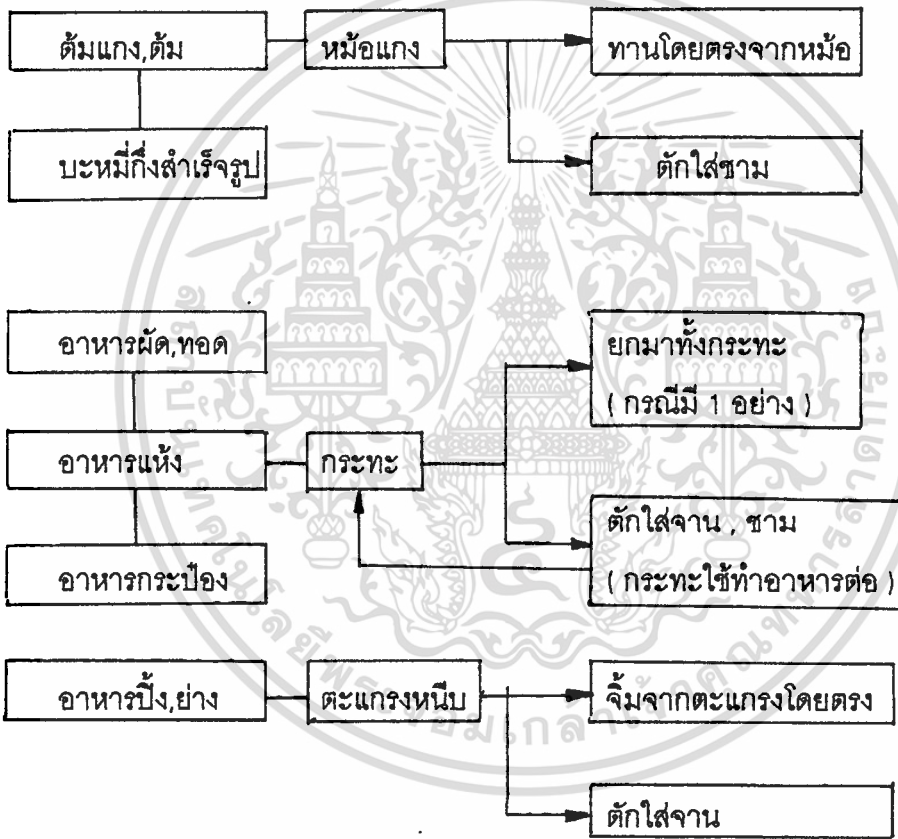 ต้มแกง,ต้ม
หม้อแกง
ทานโดยตรงจากหม้อ
บะหมี่กึ่งสำเร็จรูป
ตักใส่ชาม
อาหารผัด,ทอด
ยกมาทั้งกระทะ
( กรณีมี 1 อย่าง )
อาหารแห้ง
กระทะ
ตักใส่จาน , ชาม
( กระทะใช้ทำอาหารต่อ )
อาหารกระป๋อง
อาหารปิ้ง,ย่าง
ตะแกรงหนีบ
จิ้มจากตะแกรงโดยตรง
ตักใส่จาน